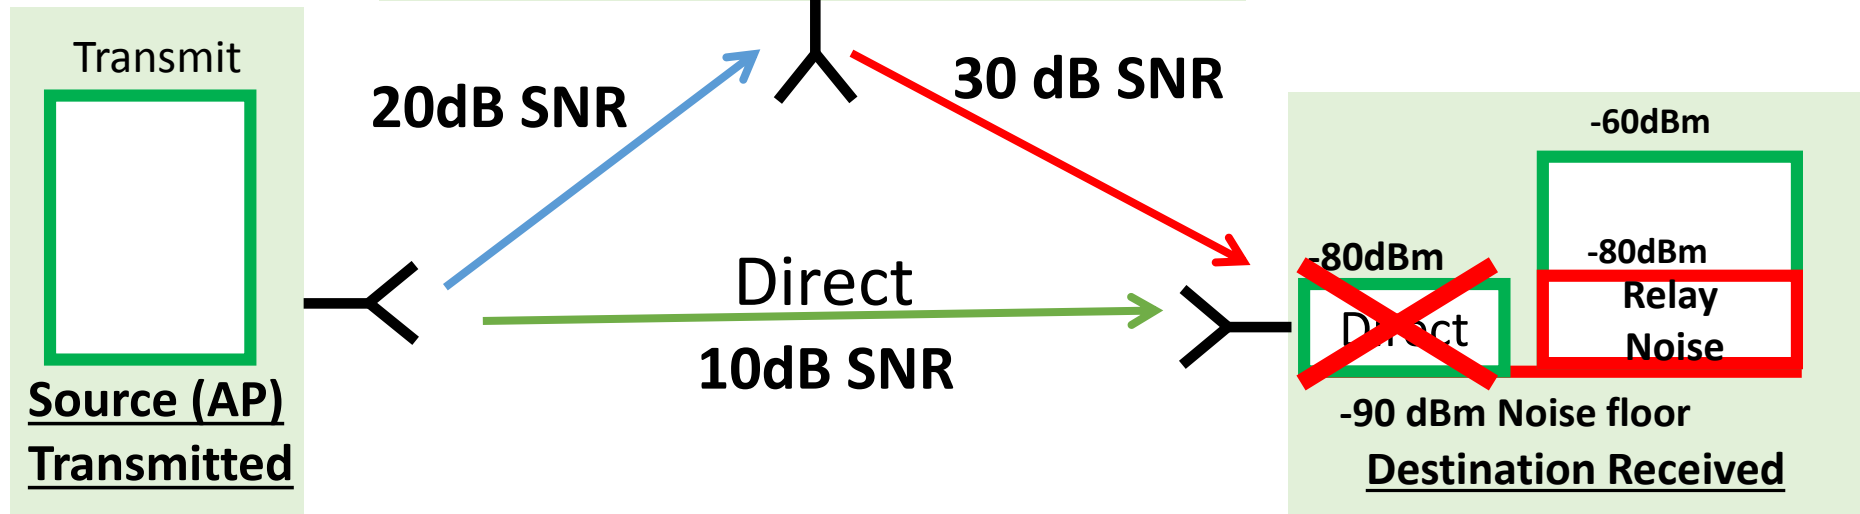 Transmit
20dB SNR
30 dB SNR
-60dBm
-80dBm
-80dBm
Direct
Direct
Relay
Noise
10dB SNR
Source (AP)
Transmitted
-90 dBm Noise floor
Destination Received